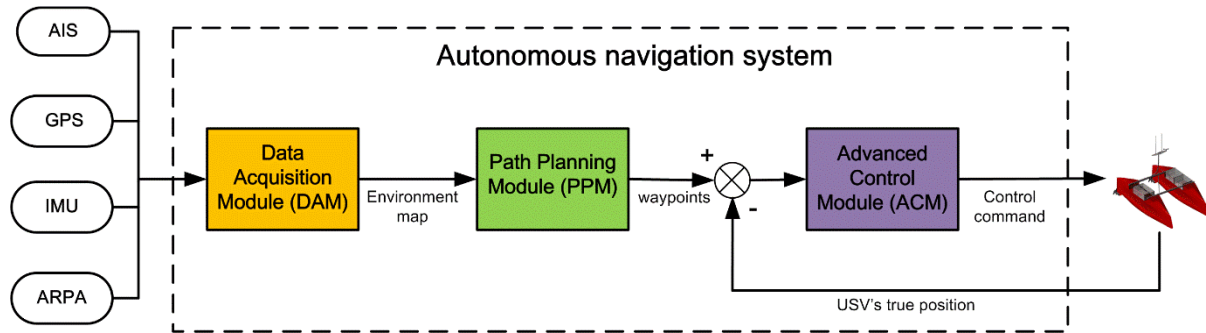 AIS
GPS
IMU
ARPA
Autonomous navigation system
Data
Acquisition
Module (DAM)
Environment
map
Path Planning
Module (PPM)
waypoints
+
-
Advanced
Control
Module (ACM)
Control
command
USV's true position